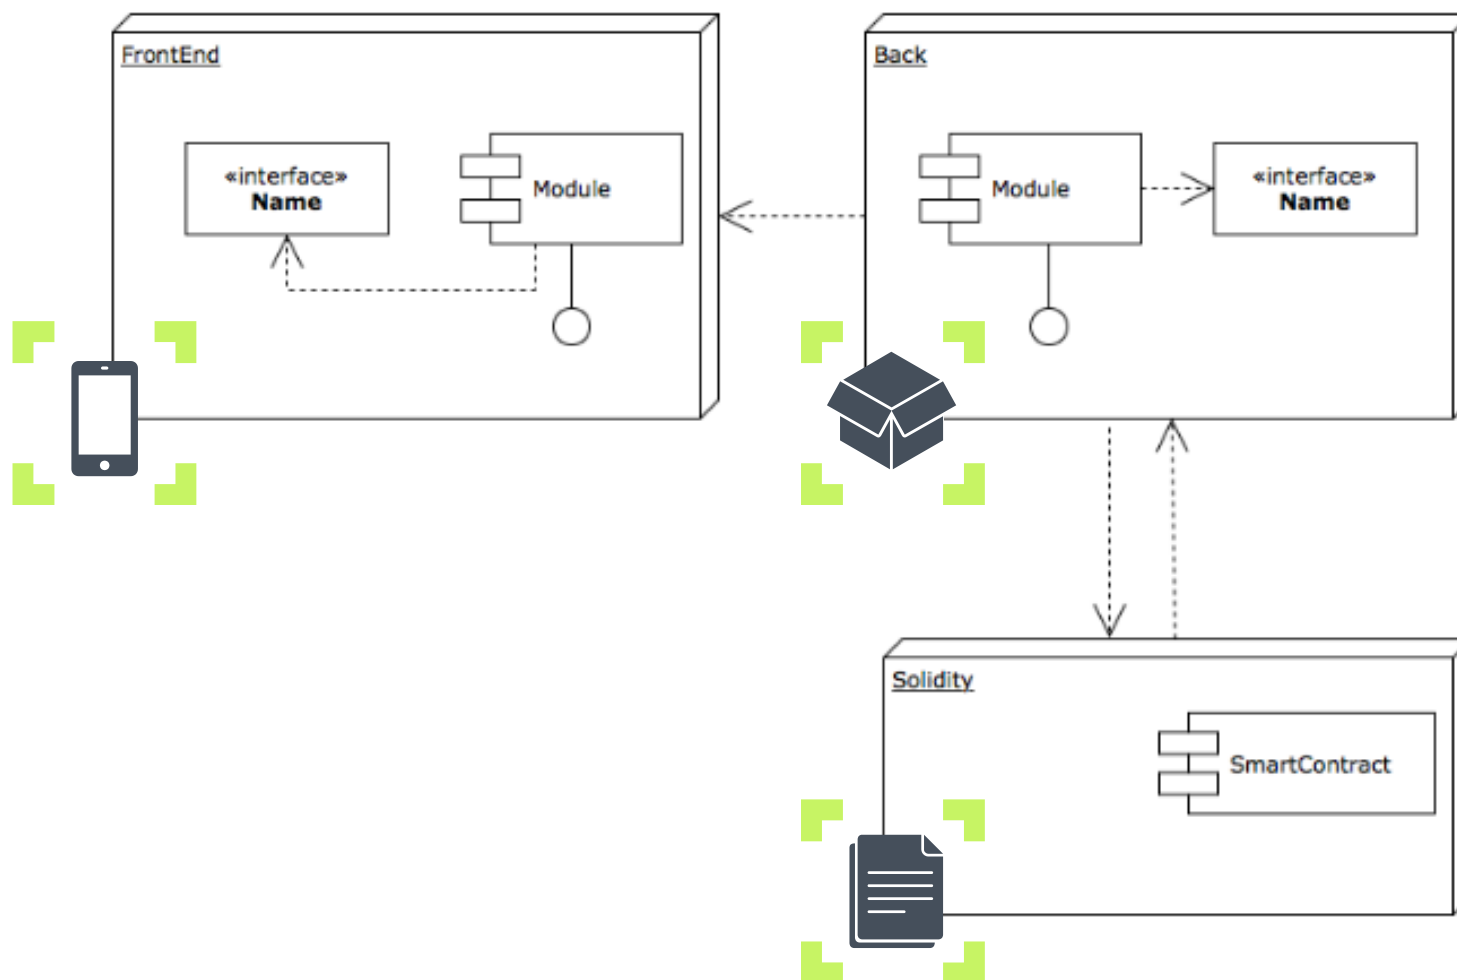 FrontEnd
«interface»
Name
Module
Back
Module
«interface»
Name
Solidity
SmartContract